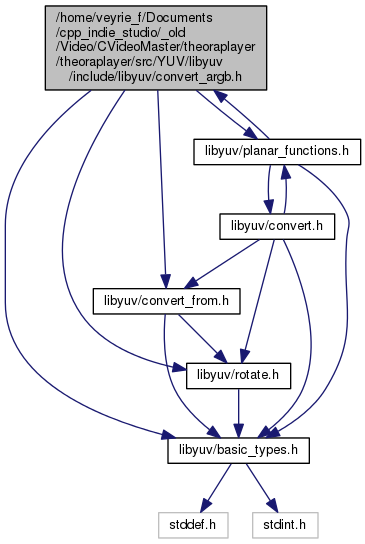 /home/veyrie_f/Documents
/cpp_indie_studio/_old
/Video/CVideoMaster/theoraplayer
/theoraplayer/src/YUV/libyuv
/include/libyuv/convert_argb.h
libyuv/planar_functions.h
libyuv/convert.h
libyuv/convert_from.h
libyuv/rotate.h
libyuv/basic_types.h
stddef.h
stdint.h